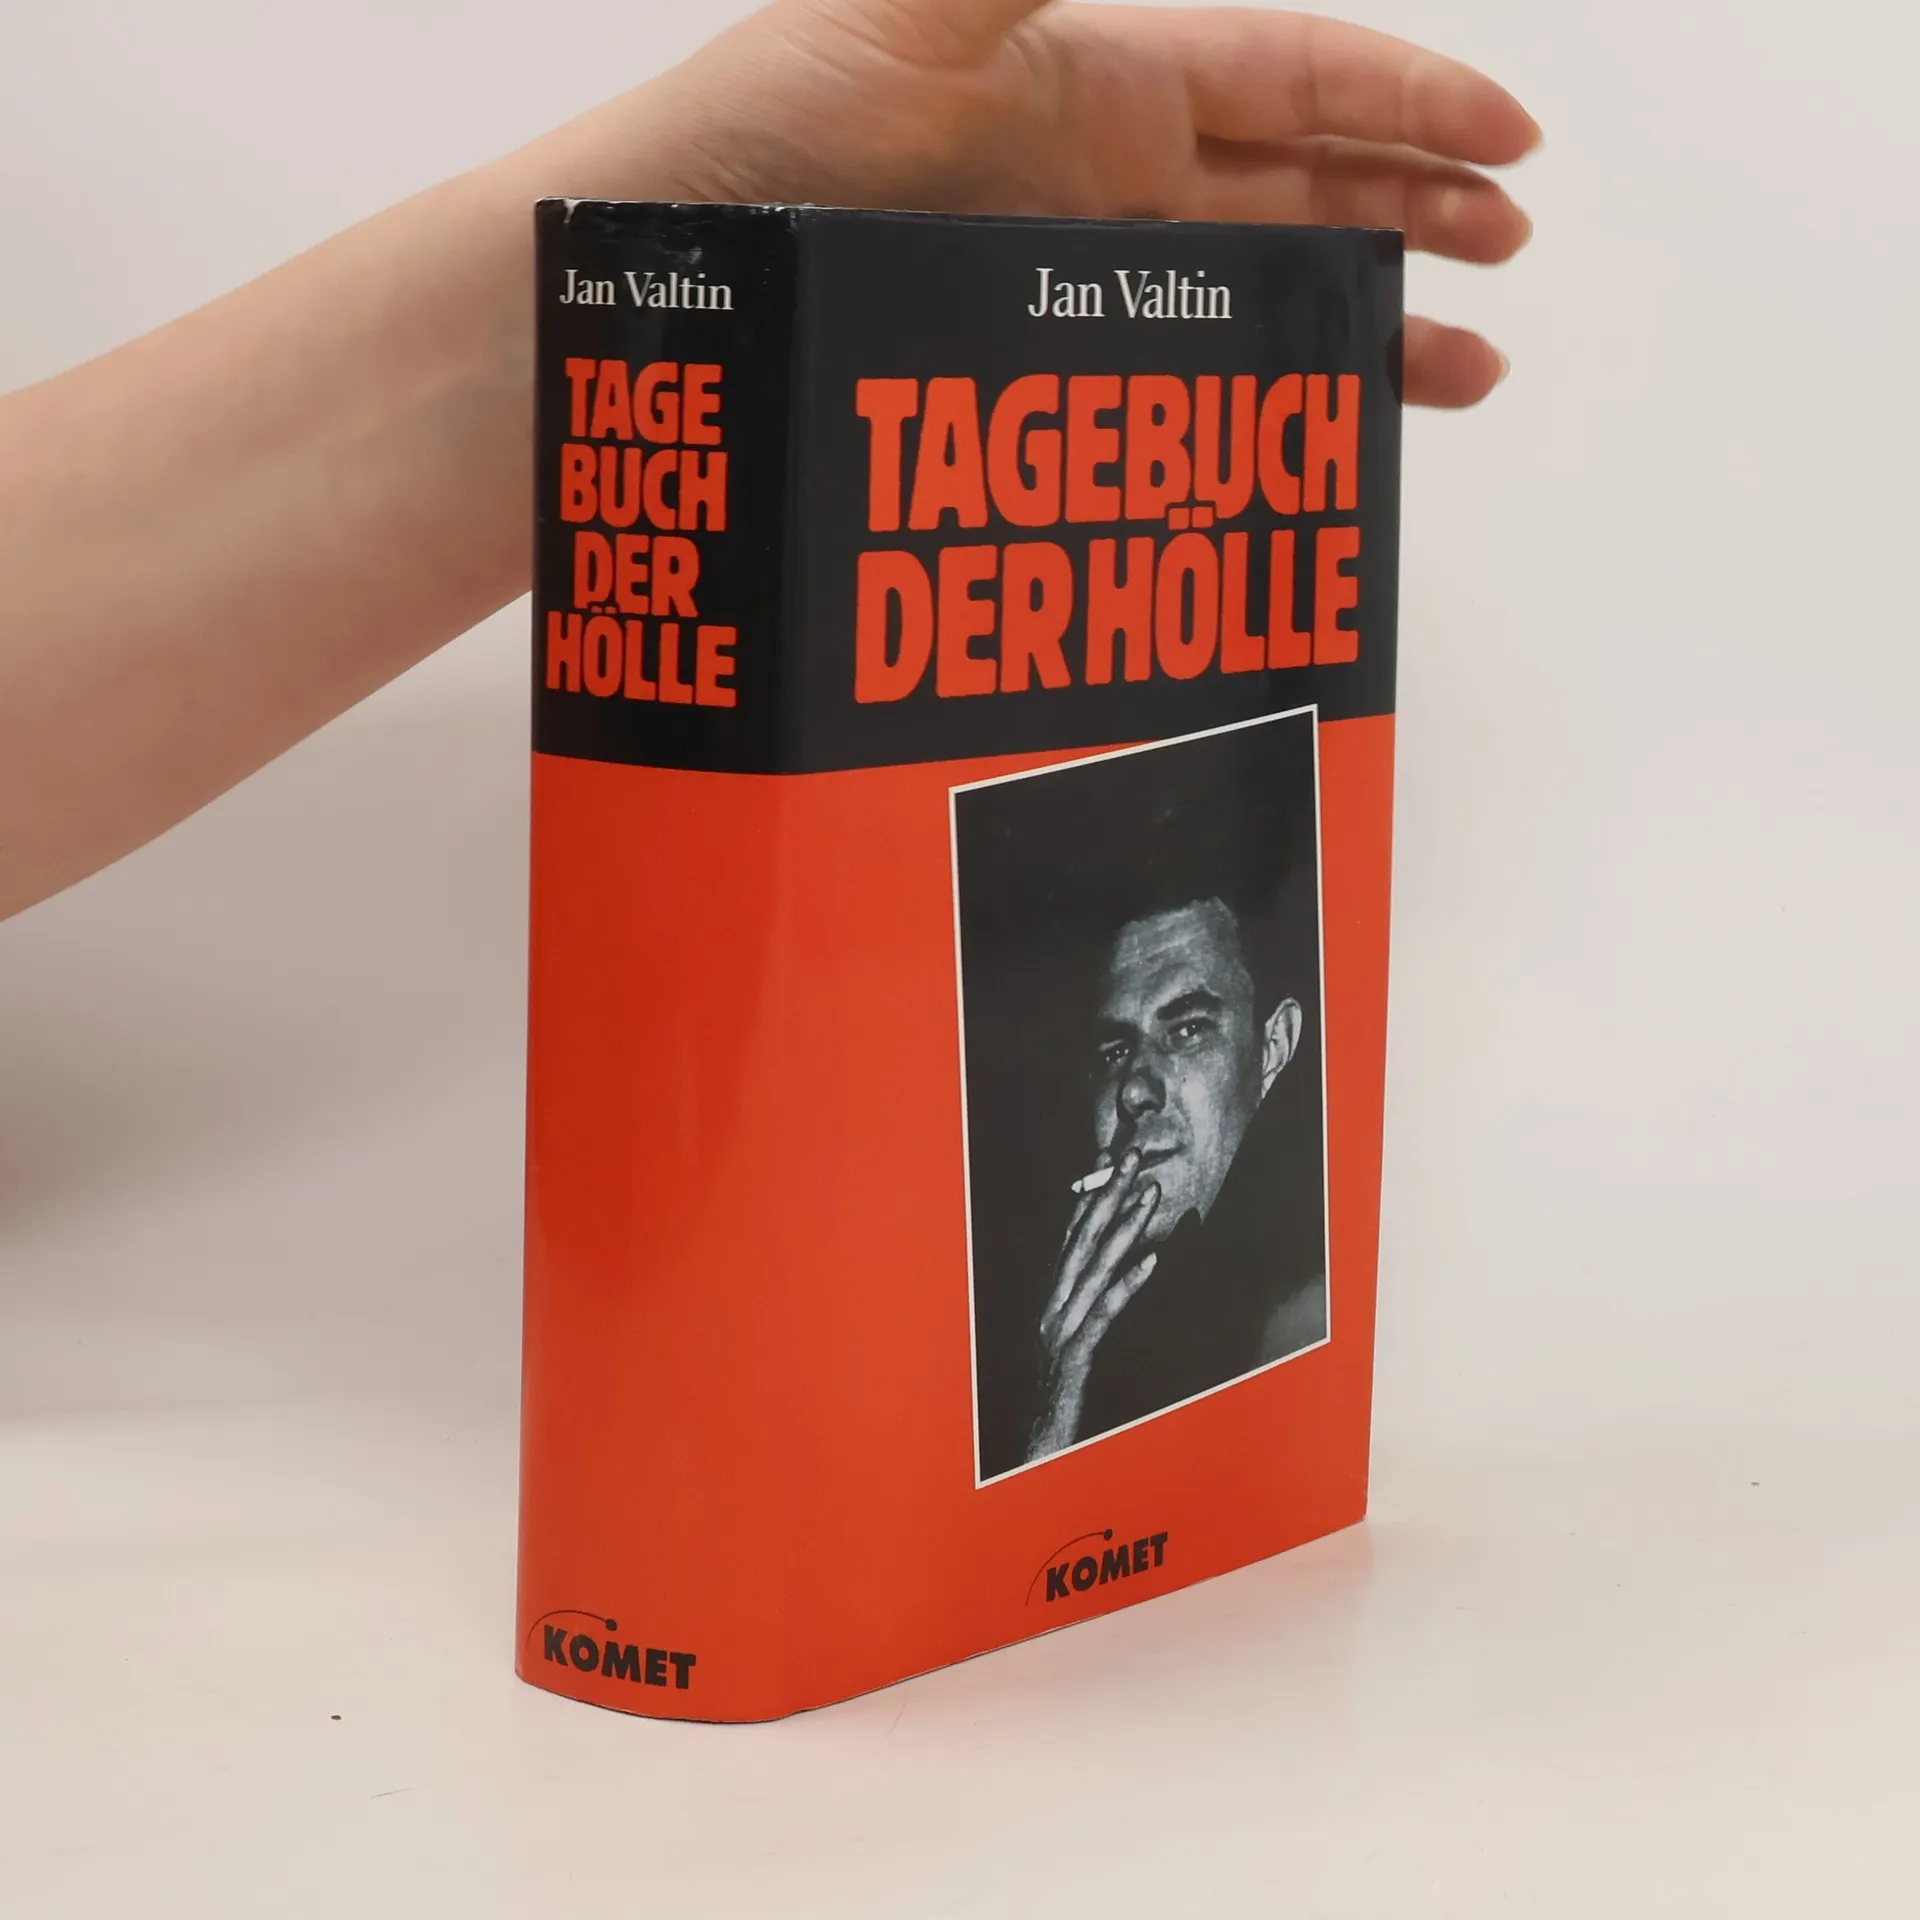 Jan Valtin
TAGE
BUCH
DER
HÖLLE
KOMET
Jan Valtin
TAGEBUCH
DER HÖLLE
KOMET